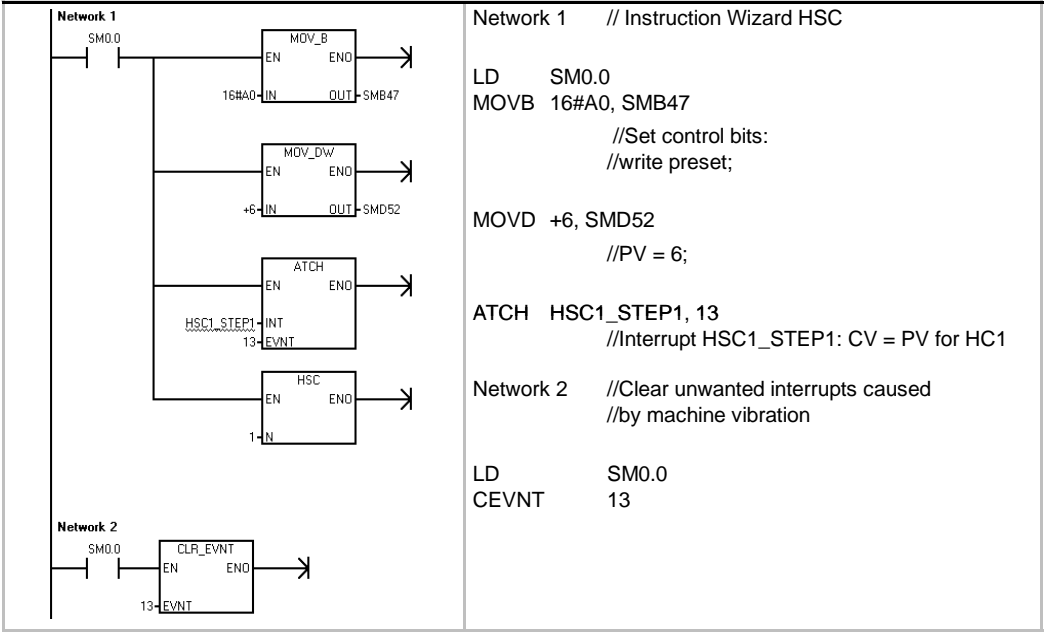 Network 1
SM0.0
MOV_B
EN ENO
16#A0 IN OUT SMB47
MOV_DW
EN ENO
+6 IN OUT SMD52
ATCH
EN ENO
HSC1_STEP1 INT
13 EVNT
HSC
EN ENO
1 N
Network 2
SM0.0 CLR_EVNT
EN ENO
13 EVNT
Network 1 // Instruction Wizard HSC
LD SM0.0
MOVB 16#A0, SMB47
//Set control bits:
//write preset;
MOVD +6, SMD52
//PV = 6;
ATCH HSC1_STEP1, 13
//Interrupt HSC1_STEP1: CV = PV for HC1
Network 2 //Clear unwanted interrupts caused
//by machine vibration
LD SM0.0
CEVNT 13